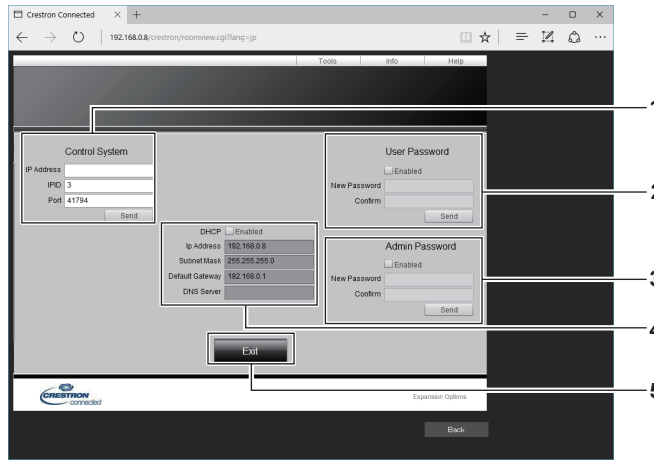 Crestron Connected
192.168.0.8/crestron/roomview.cgi?lang=jp
Tools Info Help
1
Control System
IP Address
IPID 3
Port 41794
Send
User Password
Enabled
New Password
Confirm
Send
2
DHCP Enabled
Ip Address 192.168.0.8
Subnet Mask 255.255.255.0
Default Gateway 192.168.0.1
DNS Server
Admin Password
Enabled
New Password
Confirm
Send
3
4
Exit
5
CRESTRON
connected
Expansion Options
Back